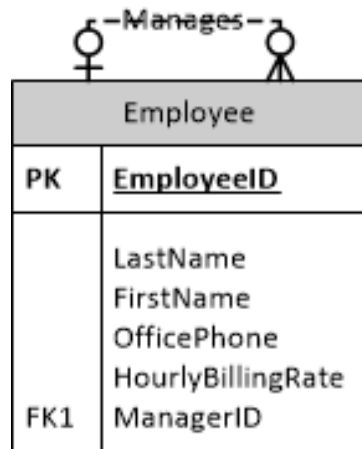 Manages
Employee
PK EmployeeID
LastName
FirstName
OfficePhone
HourlyBillingRate
FK1 ManagerID